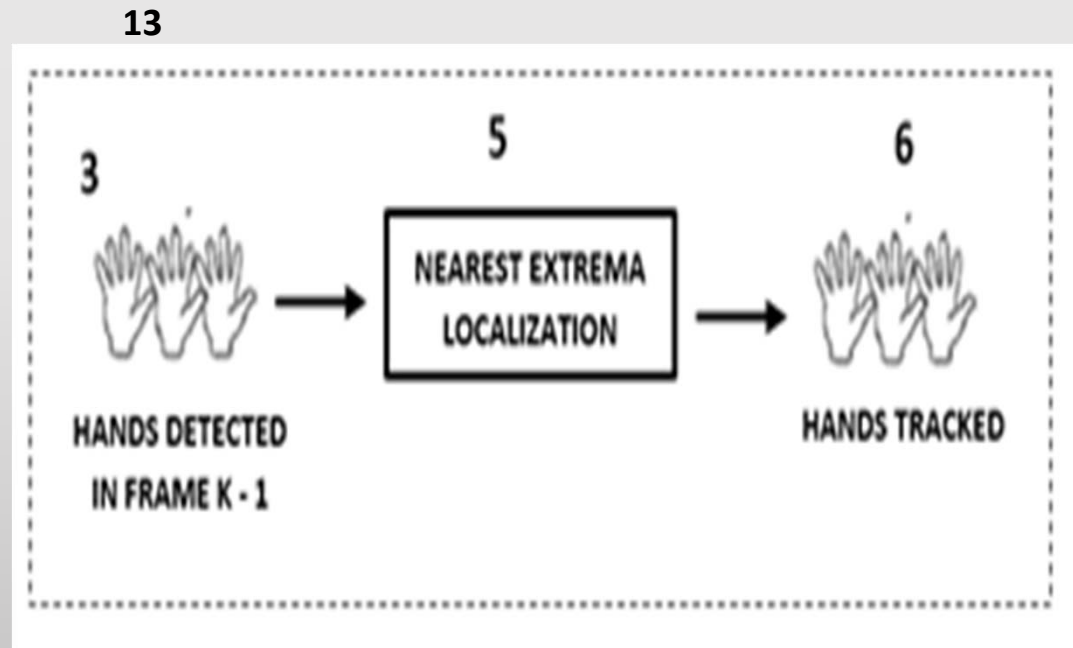 13
3
5
6
NEAREST EXTREMA
LOCALIZATION
HANDS DETECTED
IN FRAME K - 1
HANDS TRACKED